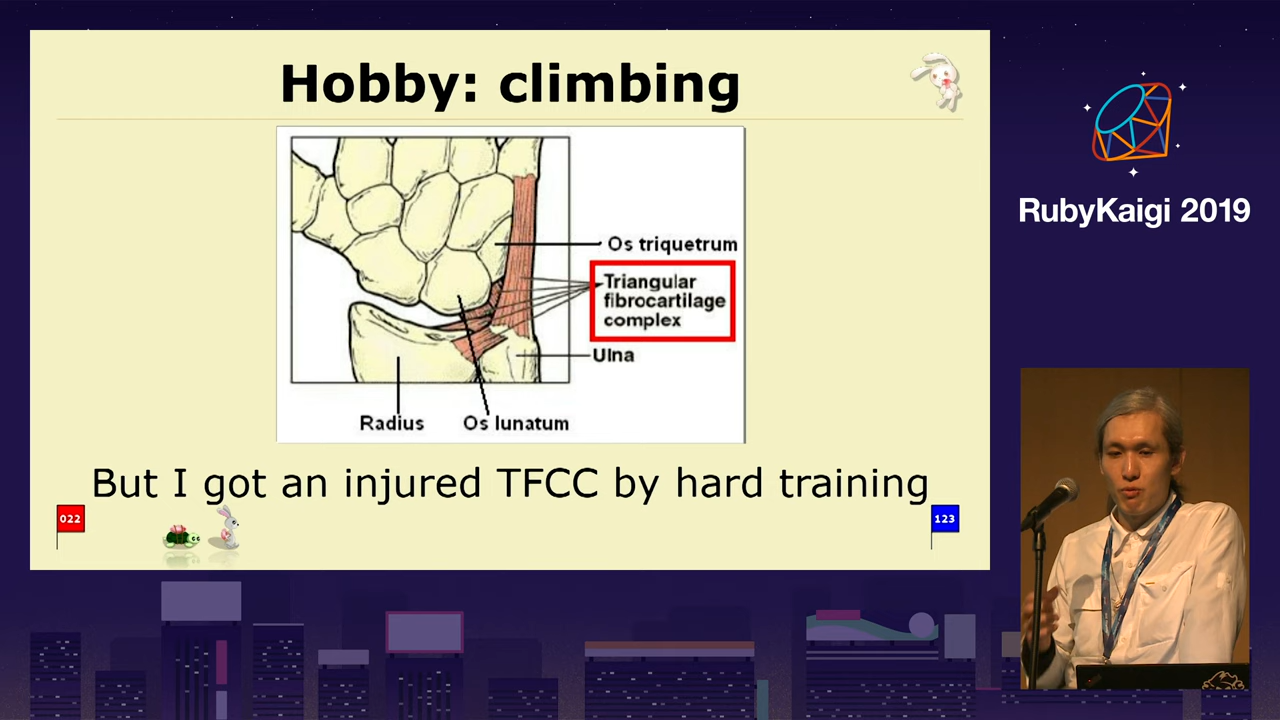 Hobby: climbing
Os triquetrum
Triangular
fibrocartilage
complex
Ulna
Radius
Os lunatum
But I got an injured TFCC by hard training
022
123
RubyKaigi 2019